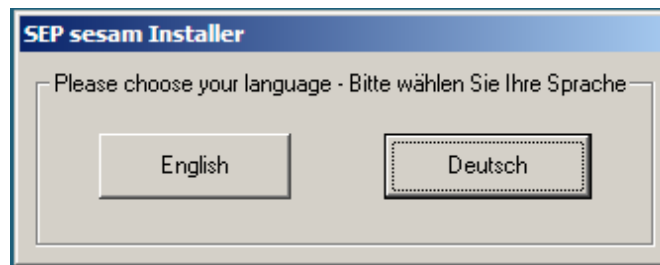 SEP sesam Installer
Please choose your language - Bitte wählen Sie Ihre Sprache
English
Deutsch